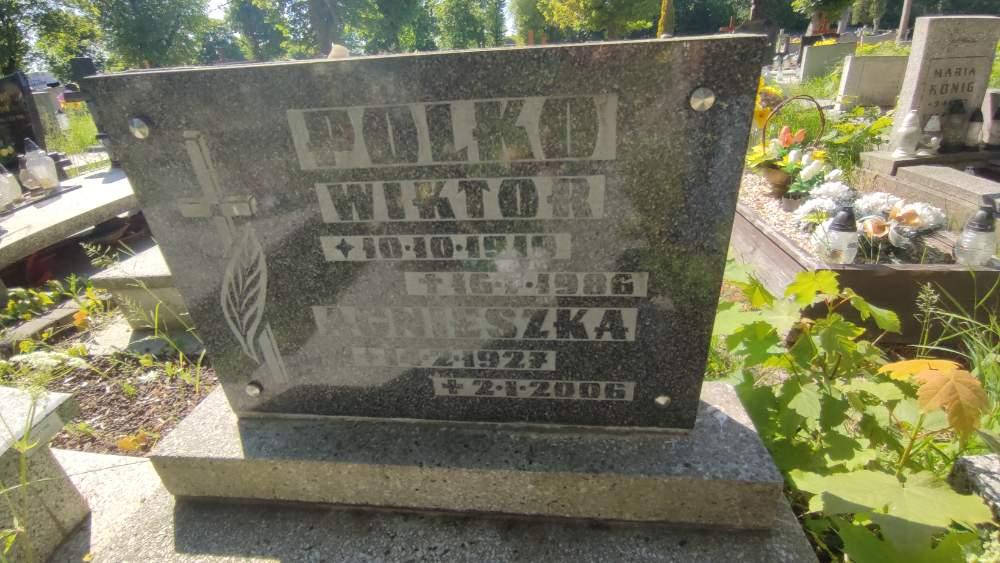 POLKO
WIKTOR
10·10·1919
1986
AGNIESZKA
2·1927
2·1·2006
MARIA
KÖNIG